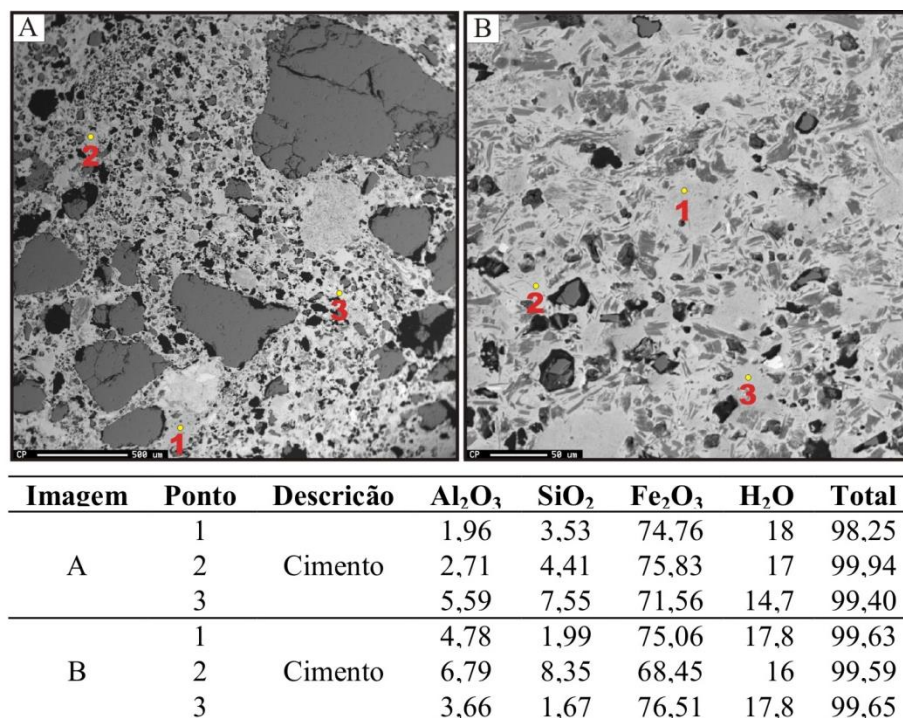 A
B
2
3
1
1
2
3
CP 500 um
CP 50 um
Imagem Ponto Descrição Al₂O₃ SiO₂ Fe₂O₃ H₂O Total
1 1,96 3,53 74,76 18 98,25
A 2 Cimento 2,71 4,41 75,83 17 99,94
3 5,59 7,55 71,56 14,7 99,40
1 4,78 1,99 75,06 17,8 99,63
B 2 Cimento 6,79 8,35 68,45 16 99,59
3 3,66 1,67 76,51 17,8 99,65